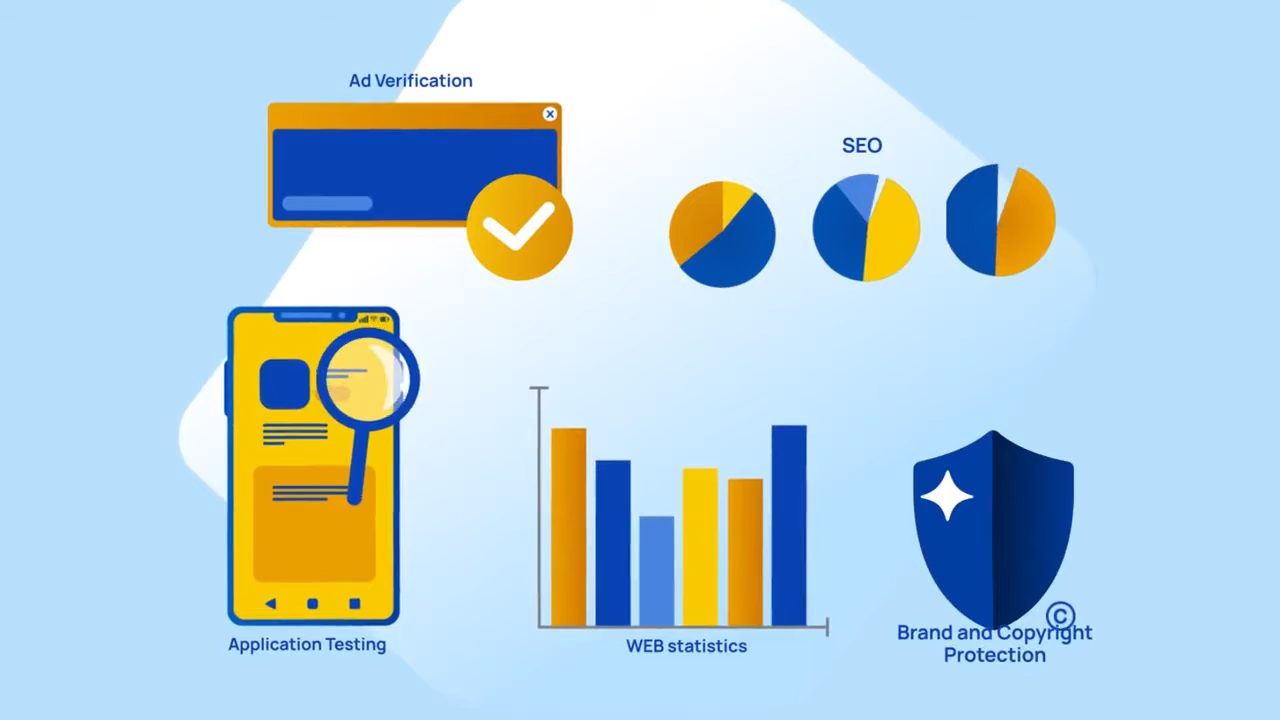 Ad Verification
SEO
Application Testing
WEB statistics
©
Brand and Copyright
Protection